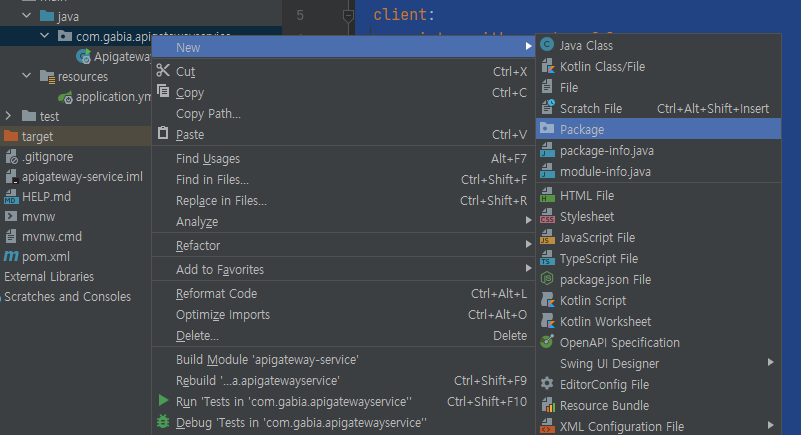 main
java
com.gabia.apigatewayservice
Apigateway
resources
application.ym
test
target
.gitignore
apigateway-service.iml
HELP.md
mvnw
mvnw.cmd
pom.xml
External Libraries
Scratches and Consoles
5
client:
New
Cut Ctrl+X
Copy Ctrl+C
Copy Path...
Paste Ctrl+V
Find Usages Alt+F7
Find in Files... Ctrl+Shift+F
Replace in Files... Ctrl+Shift+R
Analyze
Refactor
Add to Favorites
Reformat Code Ctrl+Alt+L
Optimize Imports Ctrl+Alt+O
Delete... Delete
Build Module 'apigateway-service'
Rebuild '...a.apigatewayservice' Ctrl+Shift+F9
Run 'Tests in 'com.gabia.apigatewayservice'' Ctrl+Shift+F10
Debug 'Tests in 'com.gabia.apigatewayservice''
Java Class
Kotlin Class/File
File
Scratch File Ctrl+Alt+Shift+Insert
Package
package-info.java
module-info.java
HTML File
Stylesheet
JavaScript File
TypeScript File
package.json File
Kotlin Script
Kotlin Worksheet
OpenAPI Specification
Swing UI Designer
EditorConfig File
Resource Bundle
XML Configuration File